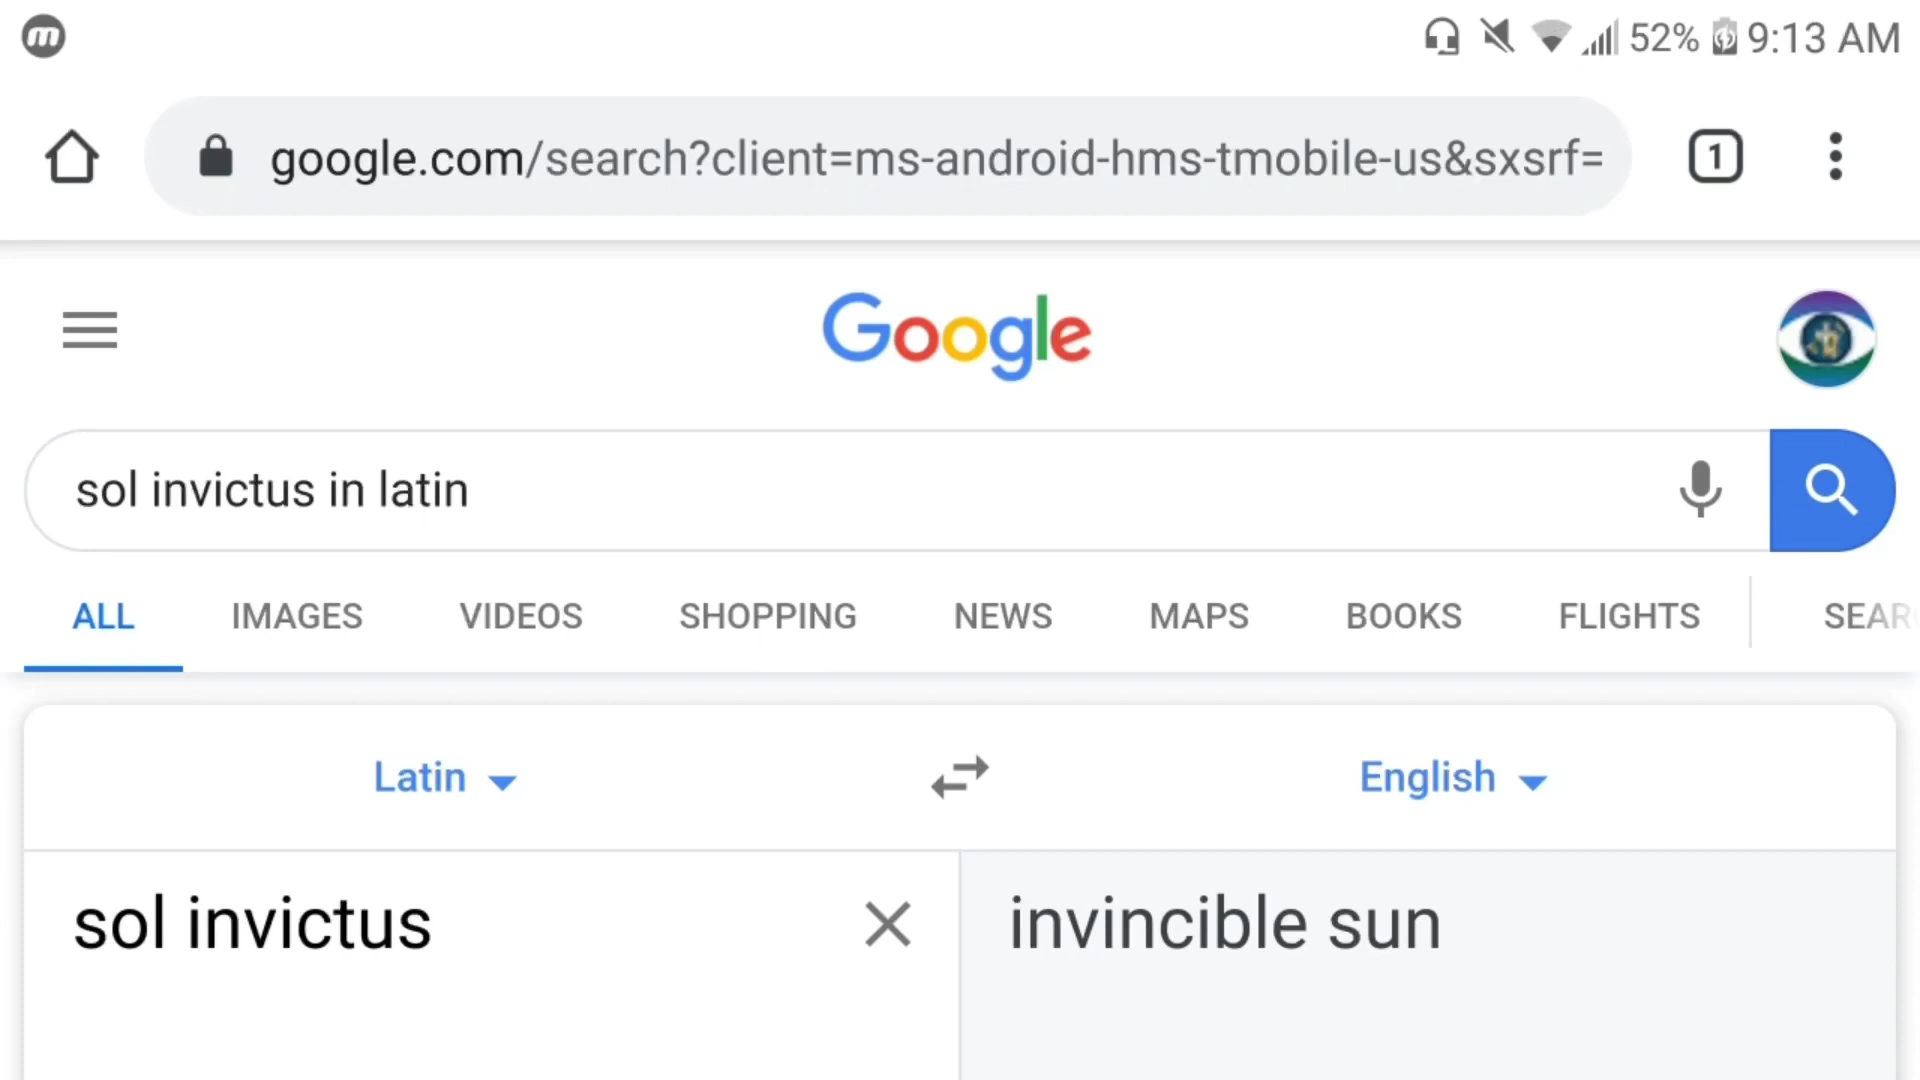 m 52% 9:13 AM
google.com/search?client=ms-android-hms-tmobile-us&sxsrf= 1
Google
sol invictus in latin
ALL IMAGES VIDEOS SHOPPING NEWS MAPS BOOKS FLIGHTS SEAR
Latin English
sol invictus invincible sun